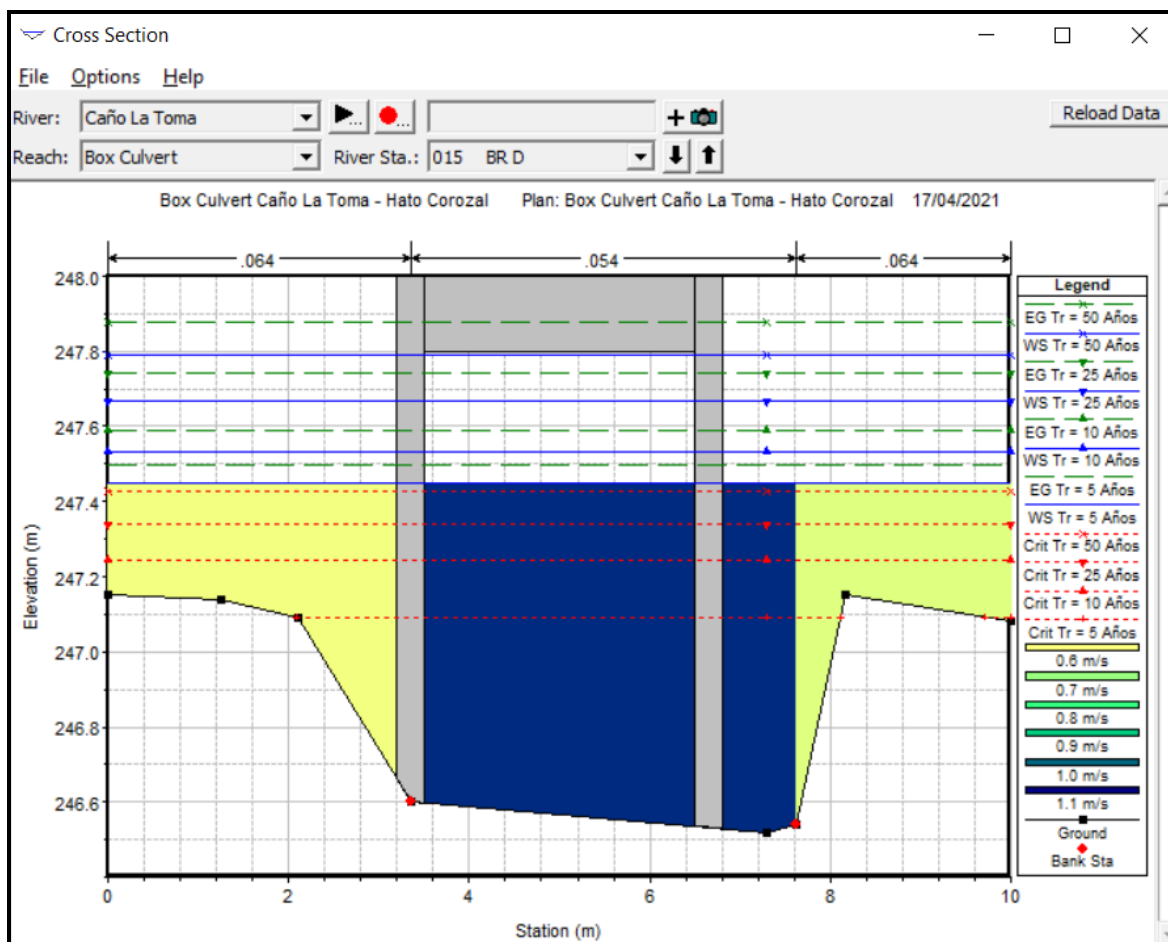 Cross Section
File Options Help
River: Caño La Toma ... ... + Reload Data
Reach: Box Culvert River Sta.: 015 BR D
Box Culvert Caño La Toma - Hato Corozal Plan: Box Culvert Caño La Toma - Hato Corozal 17/04/2021
.064 .054 .064
248.0
247.8
247.6
247.4
247.2
247.0
246.8
246.6
Elevation (m)
0 2 4 6 8 10
Station (m)
Legend
EG Tr = 50 Años
WS Tr = 50 Años
EG Tr = 25 Años
WS Tr = 25 Años
EG Tr = 10 Años
WS Tr = 10 Años
EG Tr = 5 Años
WS Tr = 5 Años
Crit Tr = 50 Años
Crit Tr = 25 Años
Crit Tr = 10 Años
Crit Tr = 5 Años
0.6 m/s
0.7 m/s
0.8 m/s
0.9 m/s
1.0 m/s
1.1 m/s
Ground
Bank Sta